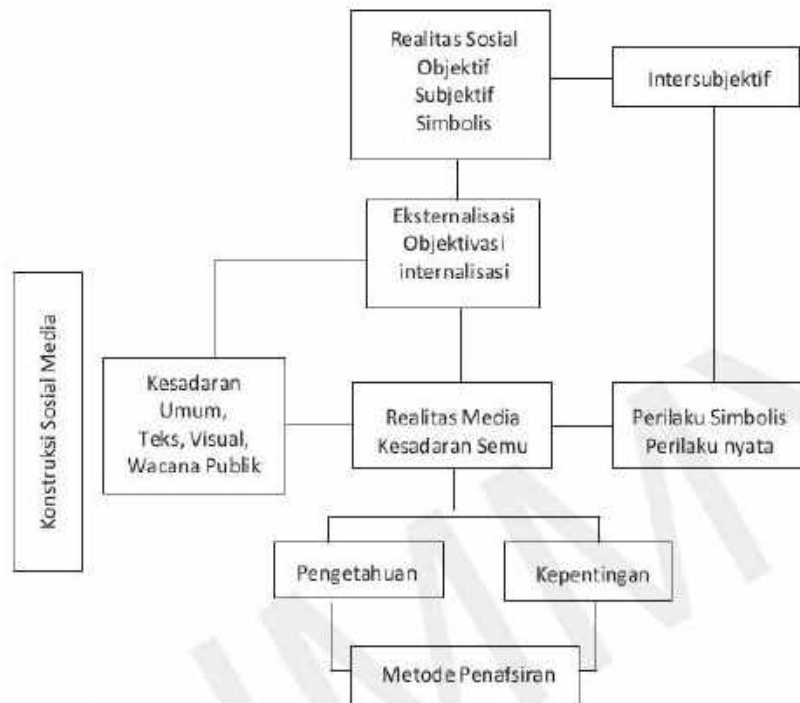 Realitas Sosial
Objektif
Subjektif
Simbolis
Intersubjektif
Eksternalisasi
Objektivasi
internalisasi
Konstruksi Sosial Media
Kesadaran
Umum,
Teks, Visual,
Wacana Publik
Realitas Media
Kesadaran Semu
Perilaku Simbolis
Perilaku nyata
Pengetahuan
Kepentingan
Metode Penafsiran